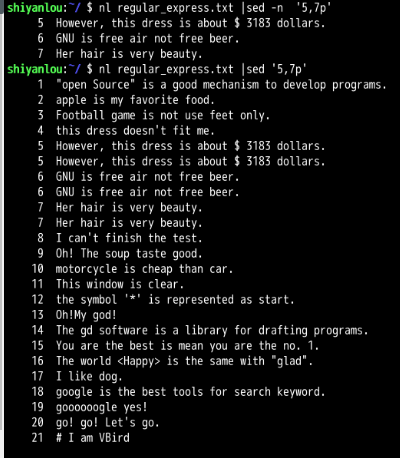 shiyanlou:~/ $ nl regular_express.txt |sed -n  '5,7p'
     5  However, this dress is about $ 3183 dollars.
     6  GNU is free air not free beer.
     7  Her hair is very beauty.
shiyanlou:~/ $ nl regular_express.txt |sed '5,7p'
     1  "open Source" is a good mechanism to develop programs.
     2  apple is my favorite food.
     3  Football game is not use feet only.
     4  this dress doesn't fit me.
     5  However, this dress is about $ 3183 dollars.
     5  However, this dress is about $ 3183 dollars.
     6  GNU is free air not free beer.
     6  GNU is free air not free beer.
     7  Her hair is very beauty.
     7  Her hair is very beauty.
     8  I can't finish the test.
     9  Oh! The soup taste good.
    10  motorcycle is cheap than car.
    11  This window is clear.
    12  the symbol '*' is represented as start.
    13  Oh!My god!
    14  The gd software is a library for drafting programs.
    15  You are the best is mean you are the no. 1.
    16  The world <Happy> is the same with "glad".
    17  I like dog.
    18  google is the best tools for search keyword.
    19  goooooogle yes!
    20  go! go! Let's go.
    21  # I am VBird